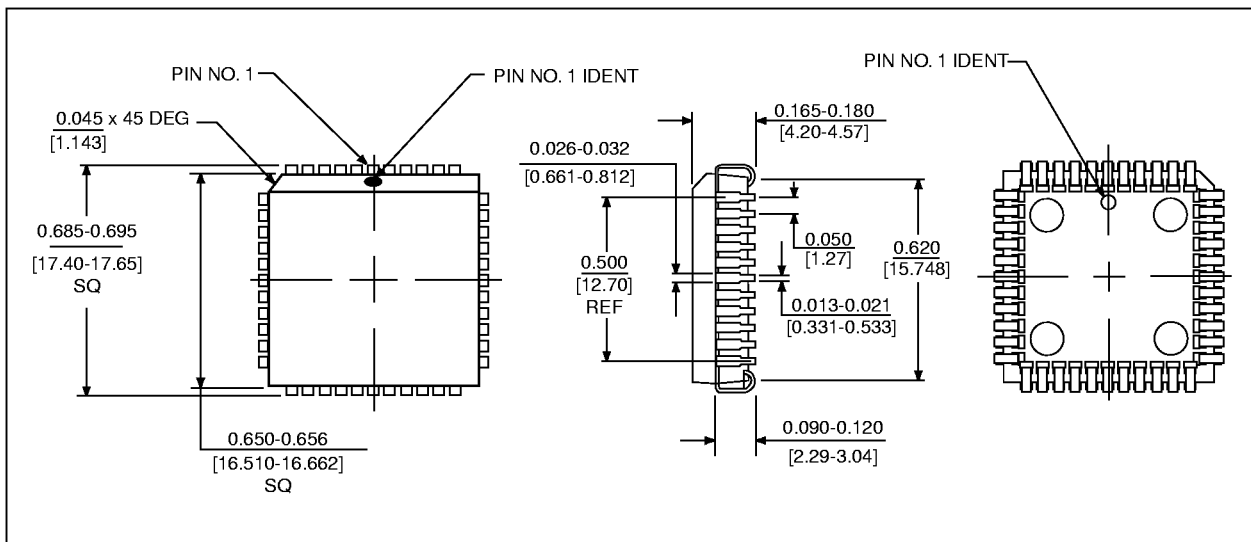 PIN NO. 1
PIN NO. 1 IDENT
0.045 x 45 DEG
[1.143]
0.685-0.695
[17.40-17.65]
SQ
0.650-0.656
[16.510-16.662]
SQ
0.165-0.180
[4.20-4.57]
0.026-0.032
[0.661-0.812]
0.500
[12.70]
REF
0.050
[1.27]
0.013-0.021
[0.331-0.533]
0.620
[15.748]
0.090-0.120
[2.29-3.04]
PIN NO. 1 IDENT